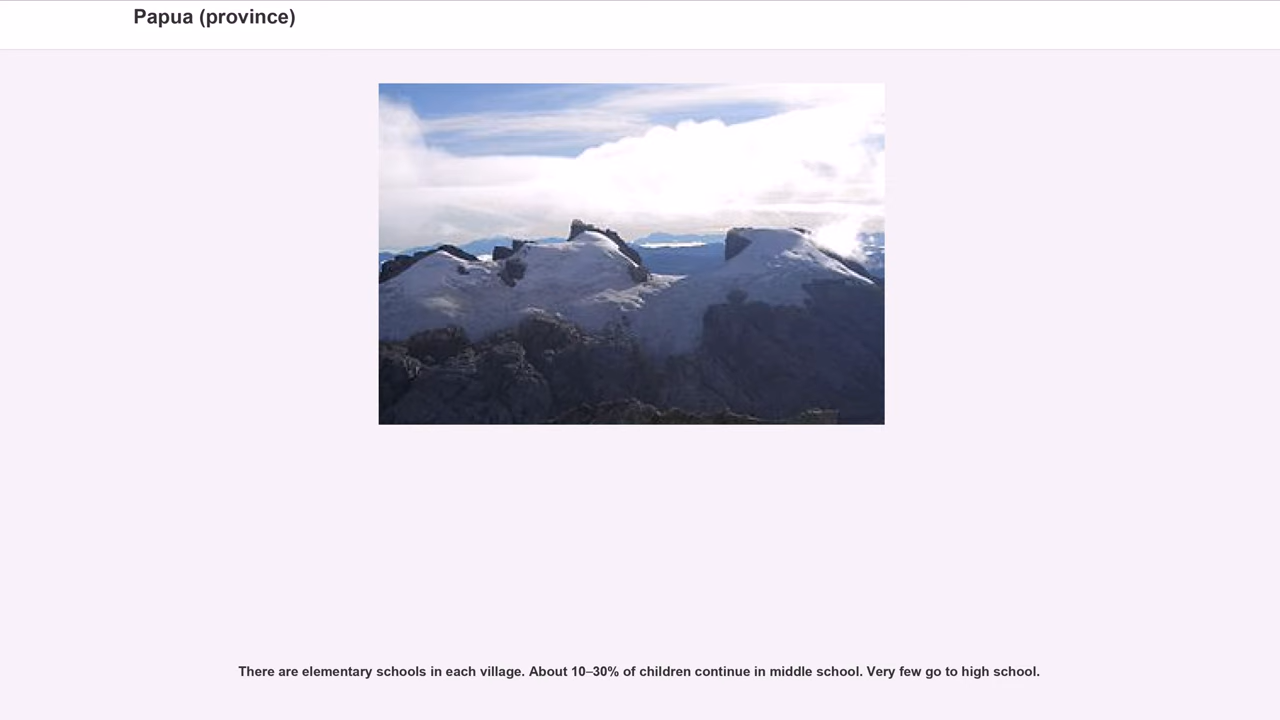 Papua (province)
There are elementary schools in each village. About 10–30% of children continue in middle school. Very few go to high school.